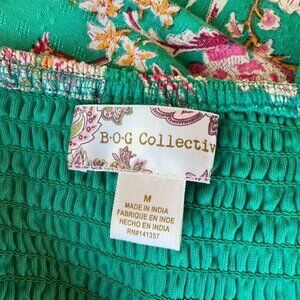 B·O·G Collectiv
M
MADE IN INDIA
FABRIQUE EN INDE
HECHO EN INDIA
RN#141357